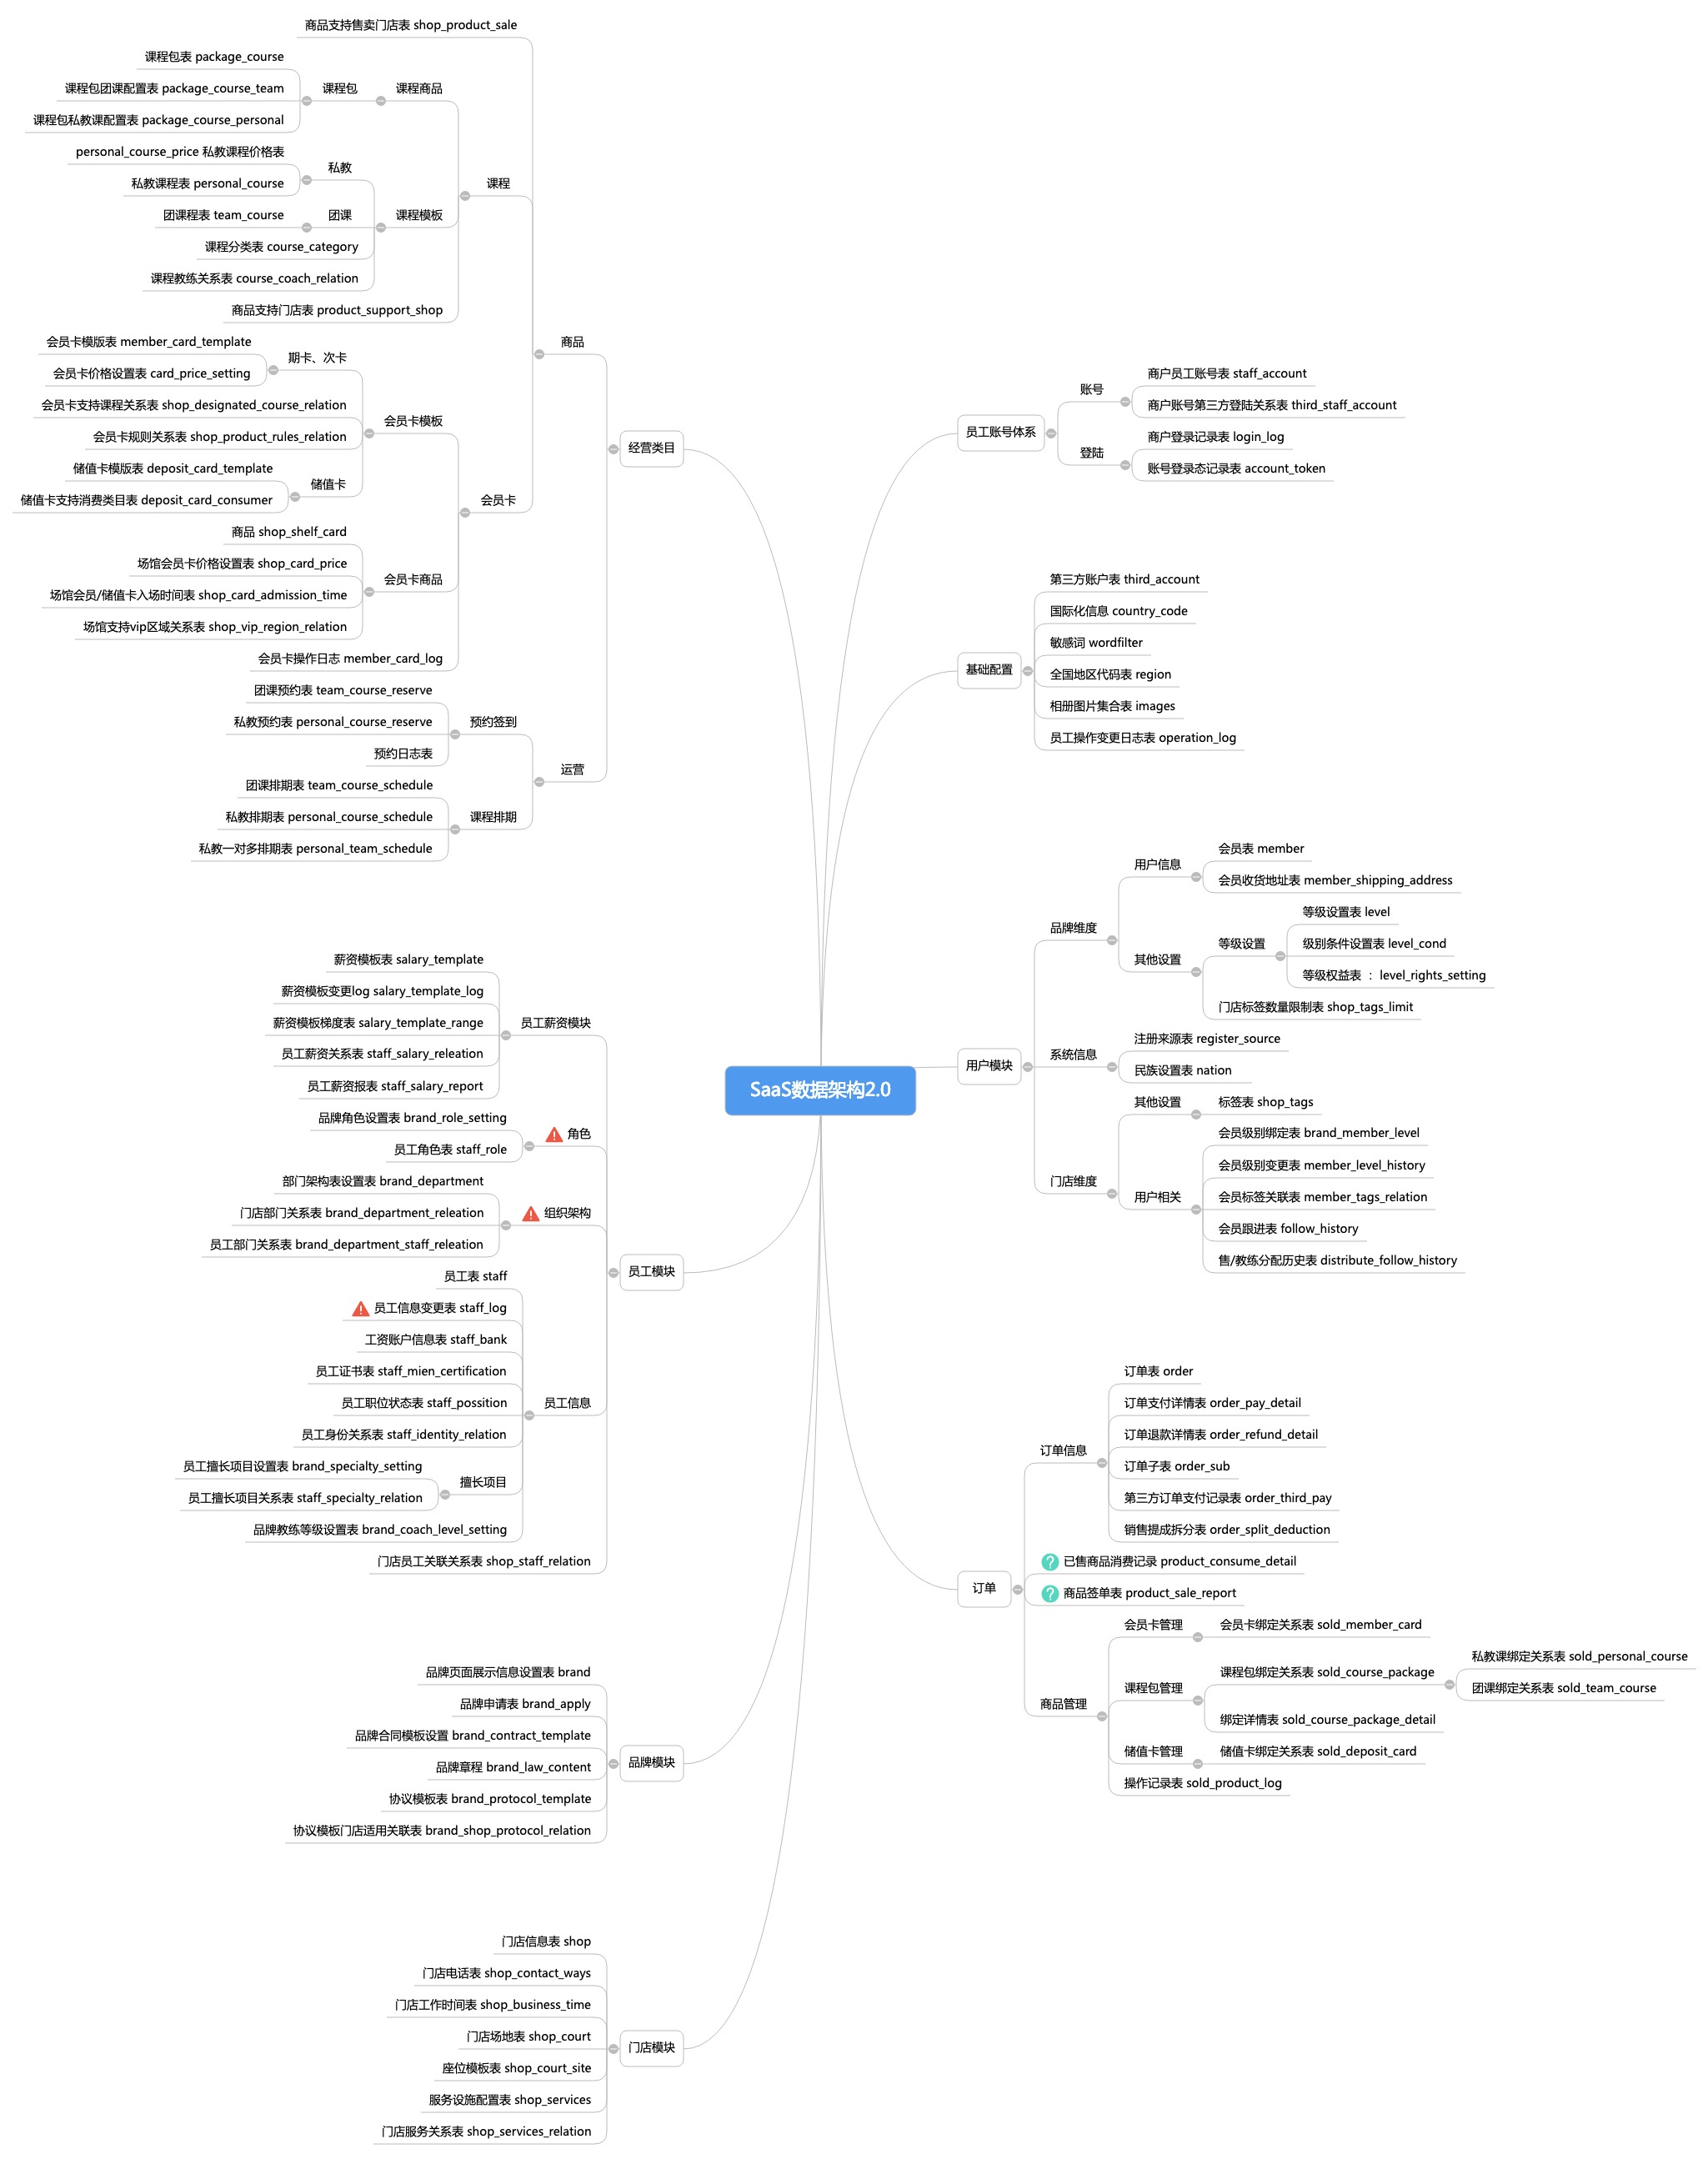 SaaS数据架构2.0
经营类目
商品
商品支持售卖门店表 shop_product_sale
课程
课程商品
课程包
课程包表 package_course
课程包团课配置表 package_course_team
课程包私教课配置表 package_course_personal
课程模板
私教
personal_course_price 私教课程价格表
私教课程表 personal_course
团课
团课程表 team_course
课程分类表 course_category
课程教练关系表 course_coach_relation
商品支持门店表 product_support_shop
会员卡
会员卡模板
期卡、次卡
会员卡模版表 member_card_template
会员卡价格设置表 card_price_setting
会员卡支持课程关系表 shop_designated_course_relation
会员卡规则关系表 shop_product_rules_relation
储值卡
储值卡模版表 deposit_card_template
储值卡支持消费类目表 deposit_card_consumer
会员卡商品
商品 shop_shelf_card
场馆会员卡价格设置表 shop_card_price
场馆会员/储值卡入场时间表 shop_card_admission_time
场馆支持vip区域关系表 shop_vip_region_relation
会员卡操作日志 member_card_log
运营
预约签到
团课预约表 team_course_reserve
私教预约表 personal_course_reserve
预约日志表
课程排期
团课排期表 team_course_schedule
私教排期表 personal_course_schedule
私教一对多排期表 personal_team_schedule
员工模块
员工薪资模块
薪资模板表 salary_template
薪资模板变更log salary_template_log
薪资模板梯度表 salary_template_range
员工薪资关系表 staff_salary_releation
员工薪资报表 staff_salary_report
角色
品牌角色设置表 brand_role_setting
员工角色表 staff_role
组织架构
部门架构表设置表 brand_department
门店部门关系表 brand_department_releation
员工部门关系表 brand_department_staff_releation
员工信息
员工表 staff
员工信息变更表 staff_log
工资账户信息表 staff_bank
员工证书表 staff_mien_certification
员工职位状态表 staff_possition
员工身份关系表 staff_identity_relation
擅长项目
员工擅长项目设置表 brand_specialty_setting
员工擅长项目关系表 staff_specialty_relation
品牌教练等级设置表 brand_coach_level_setting
门店员工关联关系表 shop_staff_relation
品牌模块
品牌页面展示信息设置表 brand
品牌申请表 brand_apply
品牌合同模板设置 brand_contract_template
品牌章程 brand_law_content
协议模板表 brand_protocol_template
协议模板门店适用关联表 brand_shop_protocol_relation
门店模块
门店信息表 shop
门店电话表 shop_contact_ways
门店工作时间表 shop_business_time
门店场地表 shop_court
座位模板表 shop_court_site
服务设施配置表 shop_services
门店服务关系表 shop_services_relation
员工账号体系
账号
商户员工账号表 staff_account
商户账号第三方登陆关系表 third_staff_account
登陆
商户登录记录表 login_log
账号登录态记录表 account_token
基础配置
第三方账户表 third_account
国际化信息 country_code
敏感词 wordfilter
全国地区代码表 region
相册图片集合表 images
员工操作变更日志表 operation_log
用户模块
品牌维度
用户信息
会员表 member
会员收货地址表 member_shipping_address
其他设置
等级设置
等级设置表 level
级别条件设置表 level_cond
等级权益表 ： level_rights_setting
门店标签数量限制表 shop_tags_limit
系统信息
注册来源表 register_source
民族设置表 nation
门店维度
其他设置
标签表 shop_tags
用户相关
会员级别绑定表 brand_member_level
会员级别变更表 member_level_history
会员标签关联表 member_tags_relation
会员跟进表 follow_history
售/教练分配历史表 distribute_follow_history
订单
订单信息
订单表 order
订单支付详情表 order_pay_detail
订单退款详情表 order_refund_detail
订单子表 order_sub
第三方订单支付记录表 order_third_pay
销售提成拆分表 order_split_deduction
已售商品消费记录 product_consume_detail
商品签单表 product_sale_report
商品管理
会员卡管理
会员卡绑定关系表 sold_member_card
课程包管理
课程包绑定关系表 sold_course_package
私教课绑定关系表 sold_personal_course
团课绑定关系表 sold_team_course
绑定详情表 sold_course_package_detail
储值卡管理
储值卡绑定关系表 sold_deposit_card
操作记录表 sold_product_log